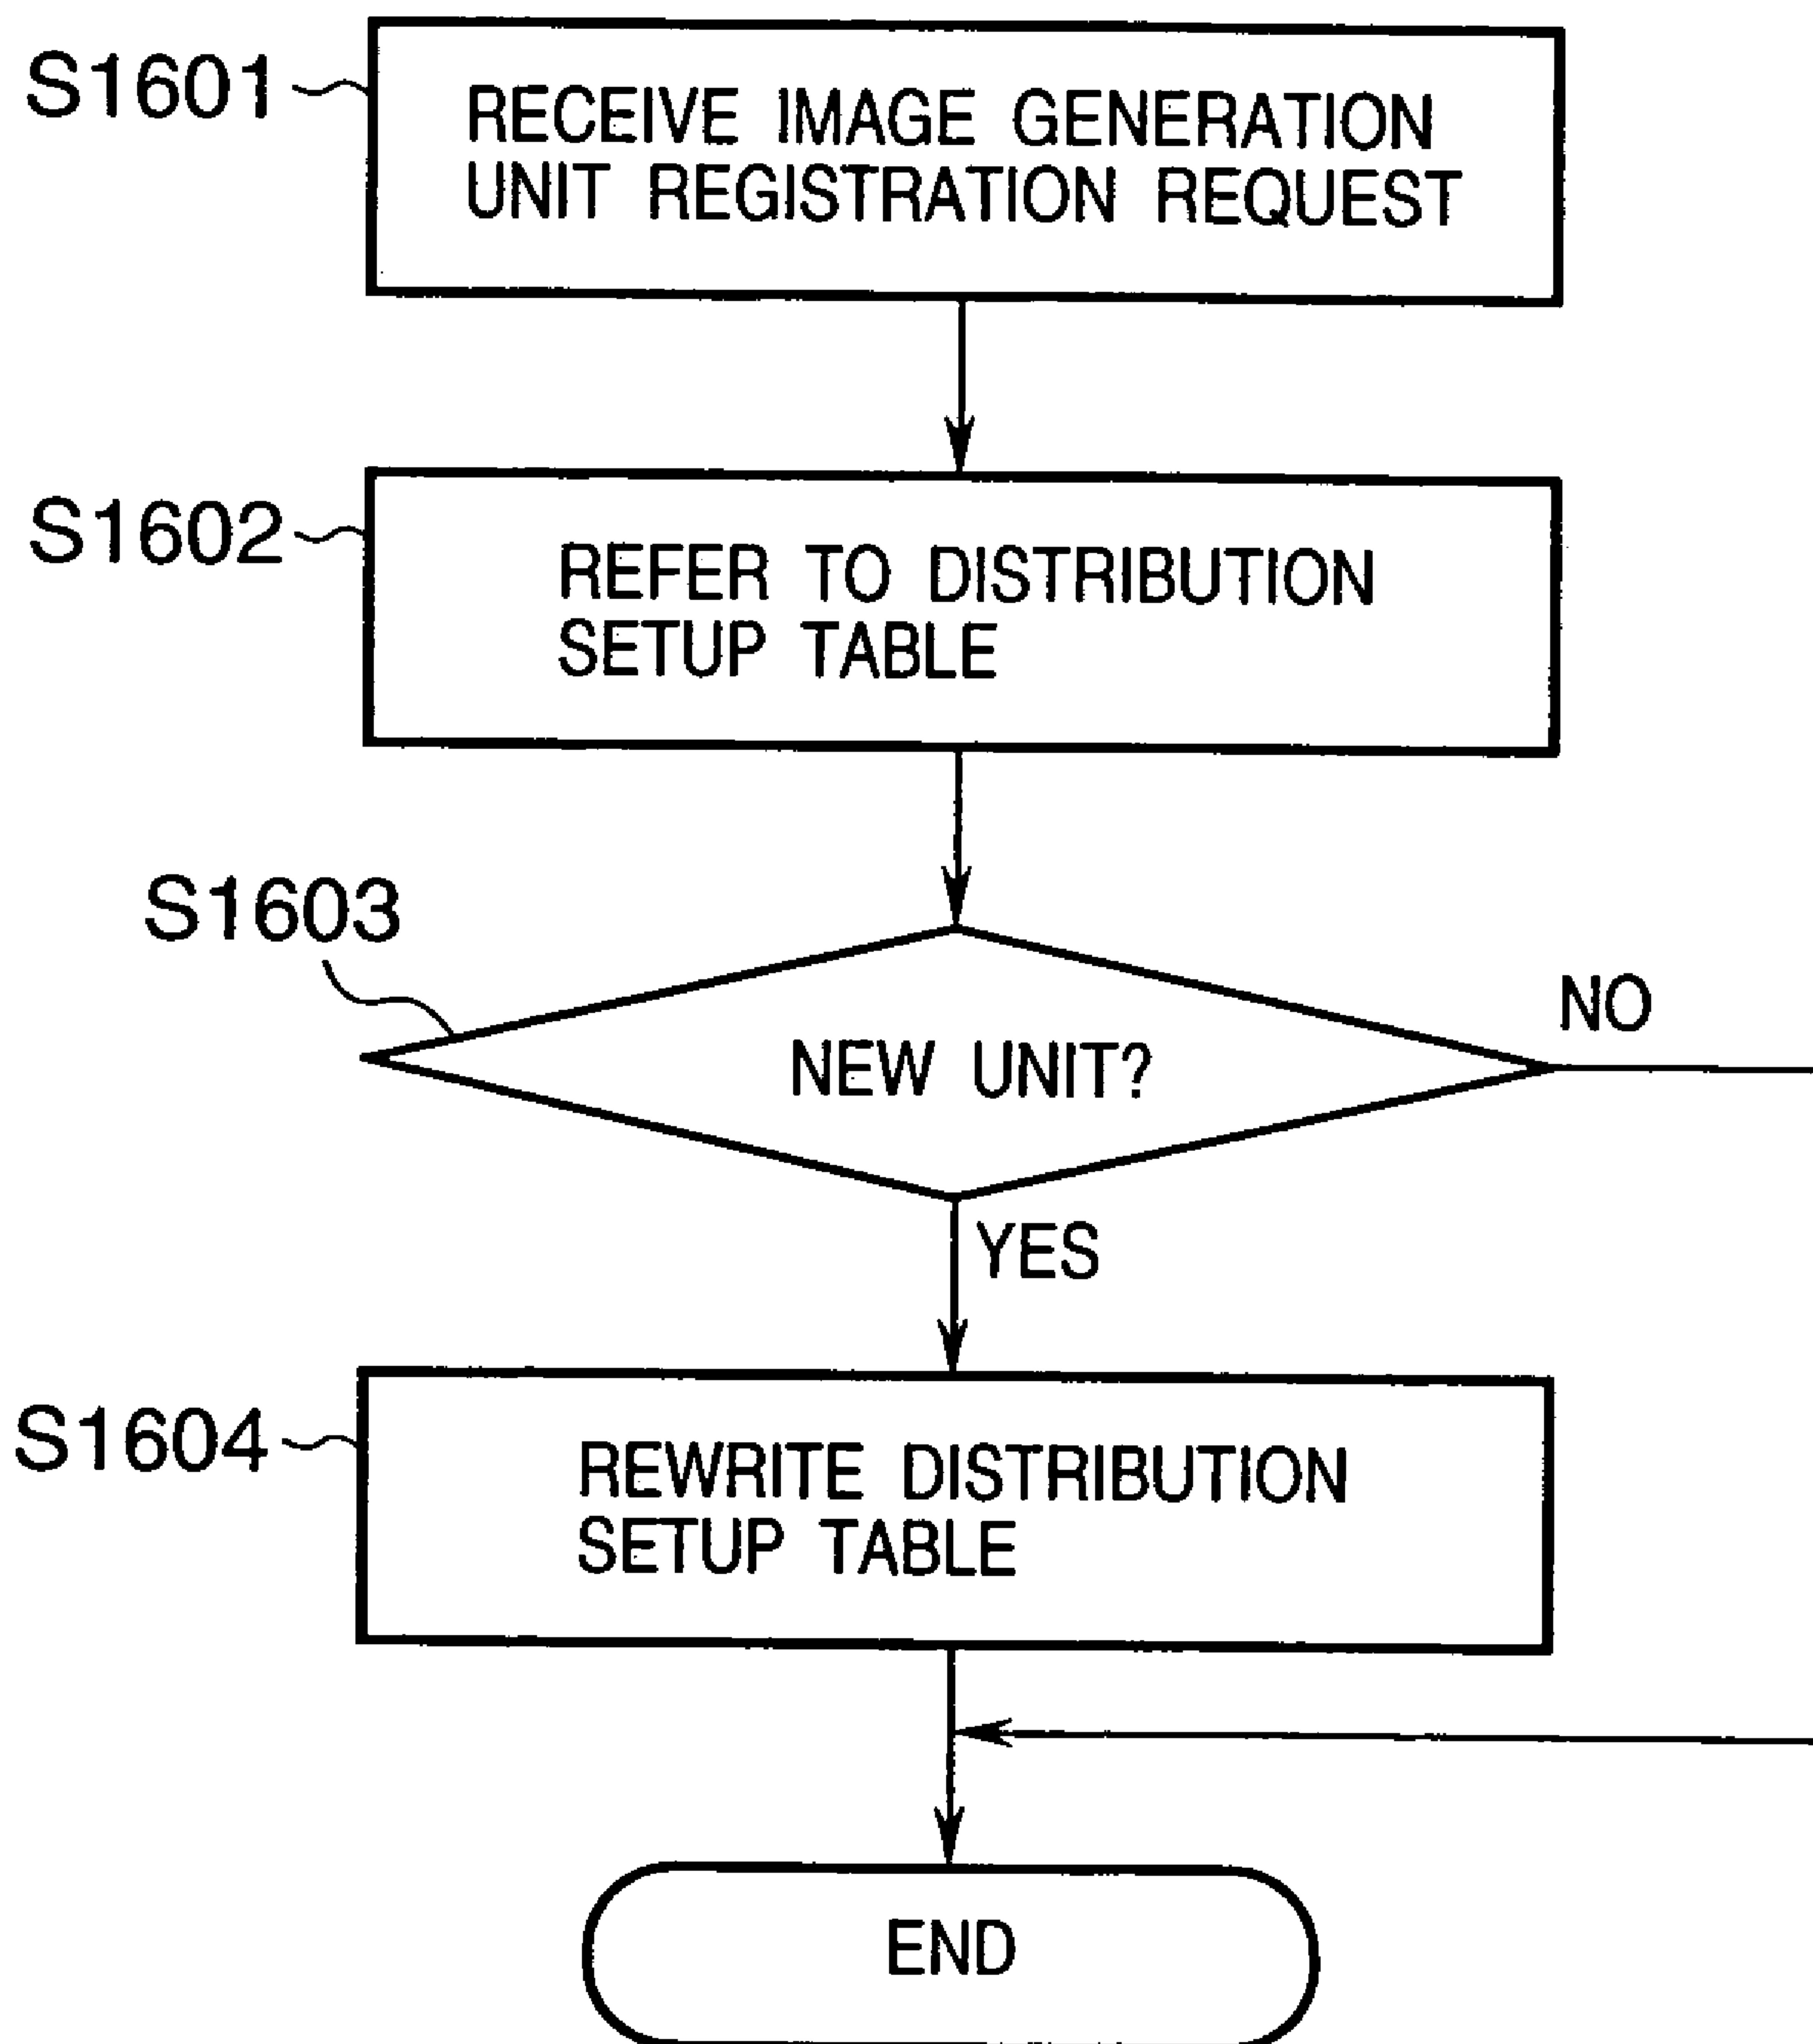 S1601
RECEIVE IMAGE GENERATION
UNIT REGISTRATION REQUEST
S1602
REFER TO DISTRIBUTION
SETUP TABLE
S1603
NEW UNIT?
NO
YES
S1604
REWRITE DISTRIBUTION
SETUP TABLE
END